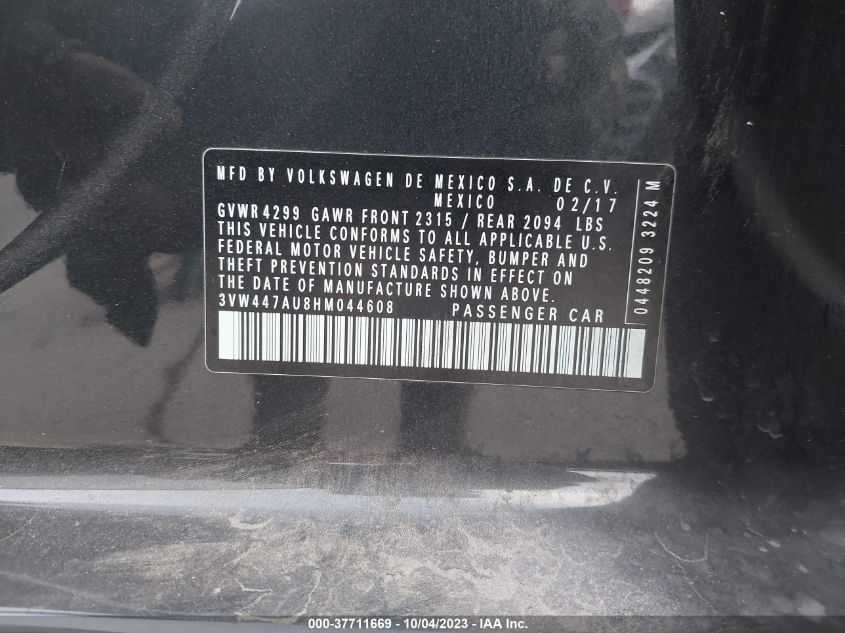 MFD BY VOLKSWAGEN DE MEXICO S.A. DE C.V.
MEXICO 02/17
GVWR 4299 GAWR FRONT 2315 / REAR 2094 LBS
THIS VEHICLE CONFORMS TO ALL APPLICABLE U.S.
FEDERAL MOTOR VEHICLE SAFETY, BUMPER AND
THEFT PREVENTION STANDARDS IN EFFECT ON
THE DATE OF MANUFACTURE SHOWN ABOVE.
3VW447AU8HM044608 PASSENGER CAR
0448209 3224 M
000-37711669 - 10/04/2023 - IAA Inc.